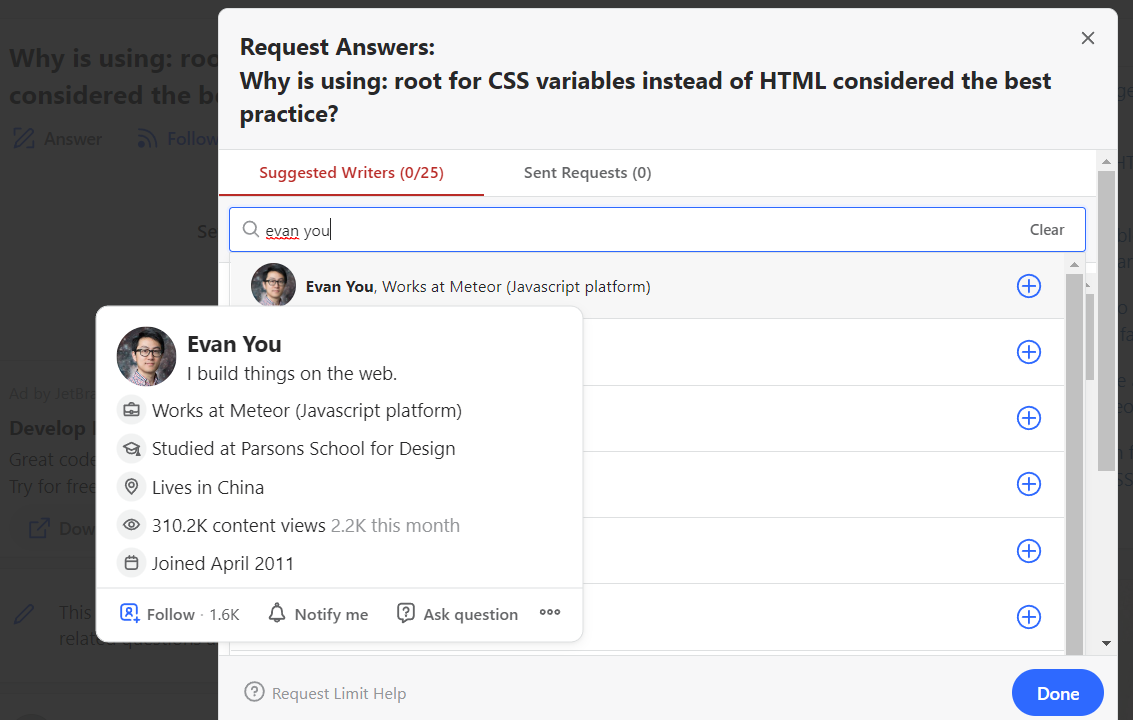 Request Answers:
Why is using: root for CSS variables instead of HTML considered the best
practice?
Why is using: roo
considered the be
Answer
Follow
Suggested Writers (0/25)
Sent Requests (0)
evan you
Clear
Evan You, Works at Meteor (Javascript platform)
Evan You
I build things on the web.
Works at Meteor (Javascript platform)
Studied at Parsons School for Design
Lives in China
310.2K content views 2.2K this month
Joined April 2011
Follow · 1.6K
Notify me
Ask question
Ad by JetBra
Develop
Great code
Try for free
Dow
This
related questions
Request Limit Help
Done